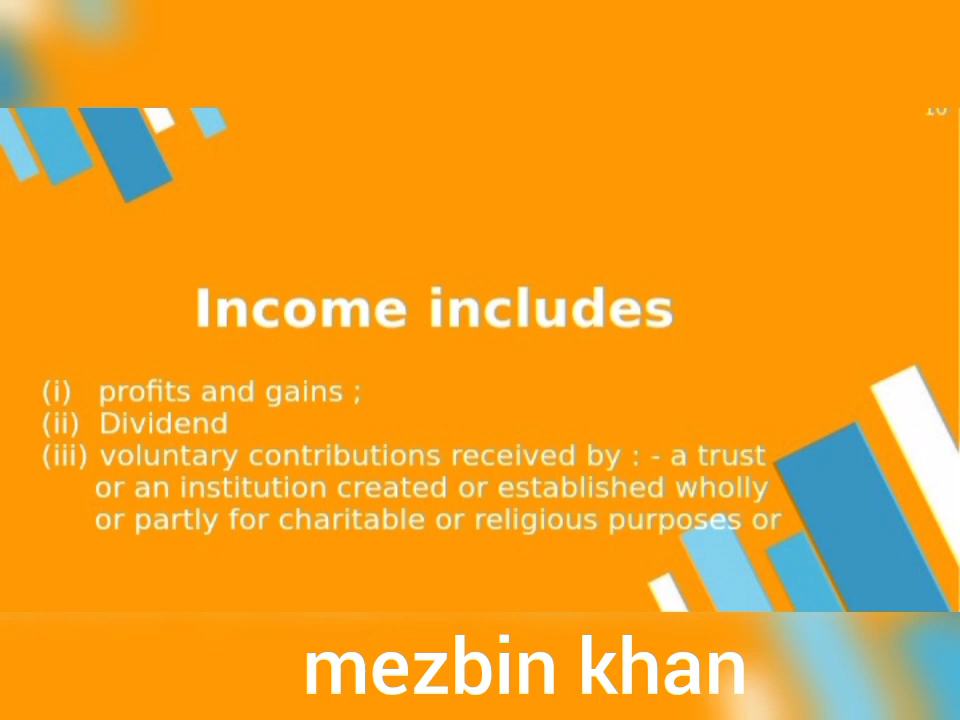 Income includes
(i) profits and gains ;
(ii) Dividend
(iii) voluntary contributions received by : - a trust
or an institution created or established wholly
or partly for charitable or religious purposes or
mezbin khan